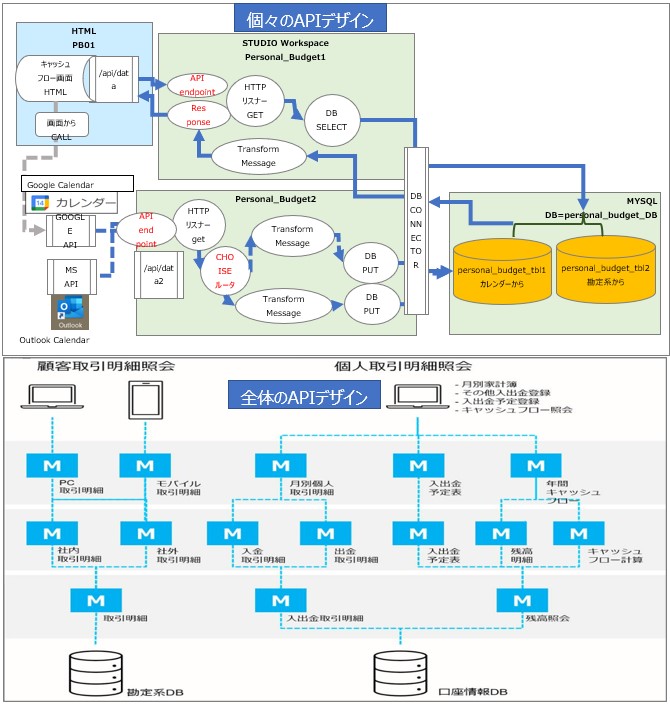 個々のAPIデザイン
HTML
PB01
キャッシュ
フロー画面
HTML
/api/dat
a
画面から
CALL
STUDIO Workspace
Personal_Budget1
API
endpoint
Res
ponse
HTTP
リスナー
GET
DB
SELECT
Transform
Message
Google Calendar
14
カレンダー
GOOGL
E
API
MS
API
Outlook
Outlook Calendar
Personal_Budget2
API
end
point
HTTP
リスナー
get
/api/dat
a2
CHO
ISE
ルータ
Transform
Message
Transform
Message
DB
PUT
DB
PUT
DB
CO
NN
EC
TO
R
MYSQL
DB=personal_budget_DB
personal_budget_tbl1
カレンダーから
personal_budget_tbl2
勘定系から
顧客取引明細照会
個人取引明細照会
全体のAPIデザイン
- 月別家計簿
- その他入出金登録
- 入出金予定登録
- キャッシュフロー照会
M
PC
取引明細
M
モバイル
取引明細
M
月別個人
取引明細
M
入出金
予定表
M
年間
キャッシュ
フロー
M
社内
取引明細
M
社外
取引明細
M
入金
取引明細
M
出金
取引明細
M
入出金
予定表
M
残高
明細
M
キャッシュ
フロー計算
M
取引明細
M
入出金取引明細
M
残高照会
勘定系DB
口座情報DB